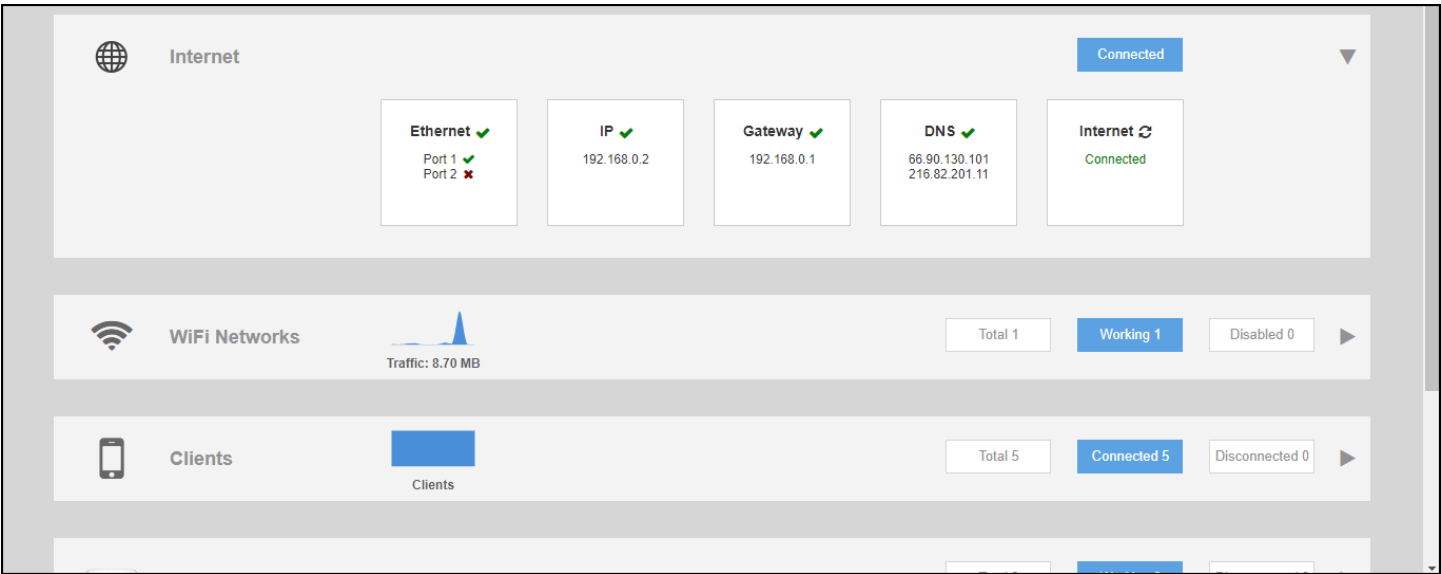 Internet
Connected
Ethernet
Port 1
Port 2
IP
192.168.0.2
Gateway
192.168.0.1
DNS
66.90.130.101
216.82.201.11
Internet
Connected
WiFi Networks
Traffic: 8.70 MB
Total 1
Working 1
Disabled 0
Clients
Clients
Total 5
Connected 5
Disconnected 0